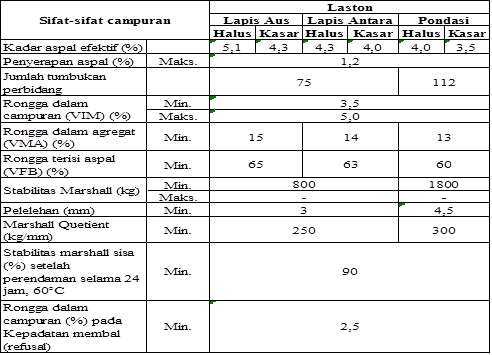 Sifat-sifat campuran
Laston
Lapis Aus Lapis Antara Pondasi
Halus Kasar Halus Kasar Halus Kasar
Kadar aspal efektif (%) 5,1 4,3 4,3 4,0 4,0 3,5
Penyerapan aspal (%) Maks. 1,2
Jumlah tumbukan
perbidang 75 112
Rongga dalam Min. 3,5
campuran (VIM) (%) Maks. 5,0
Rongga dalam agregat
(VMA) (%) Min. 15 14 13
Rongga terisi aspal
(VFB) (%) Min. 65 63 60
Stabilitas Marshall (kg) Min. 800 1800
Maks. - -
Pelelehan (mm) Min. 3 4,5
Marshall Quetient
(kg/mm) Min. 250 300
Stabilitas marshall sisa
(%) setelah
perendaman selama 24
jam, 60°C Min. 90
Rongga dalam
campuran (%) pada
Kepadatan membal
(refusal) Min. 2,5